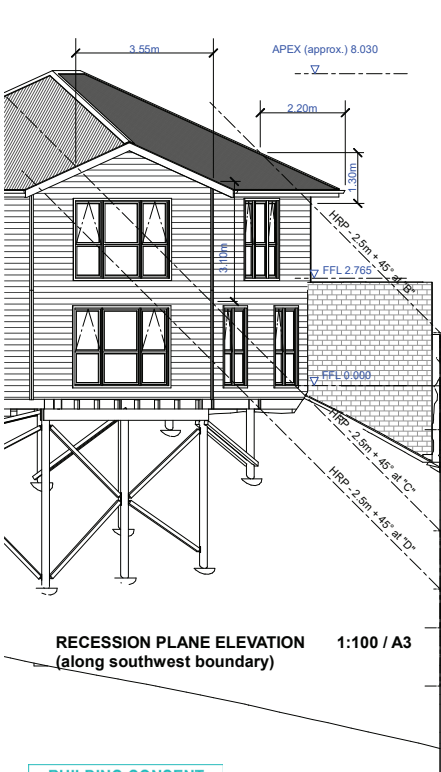 3.55m
APEX (approx.) 8.030
2.20m
1.30m
HRP - 2.5m + 45° at "B"
3.10m
FFL 2.765
FFL 0.000
HRP - 2.5m + 45° at "C"
HRP - 2.5m + 45° at "D"
RECESSION PLANE ELEVATION 1:100 / A3
(along southwest boundary)
BUILDING CONSENT